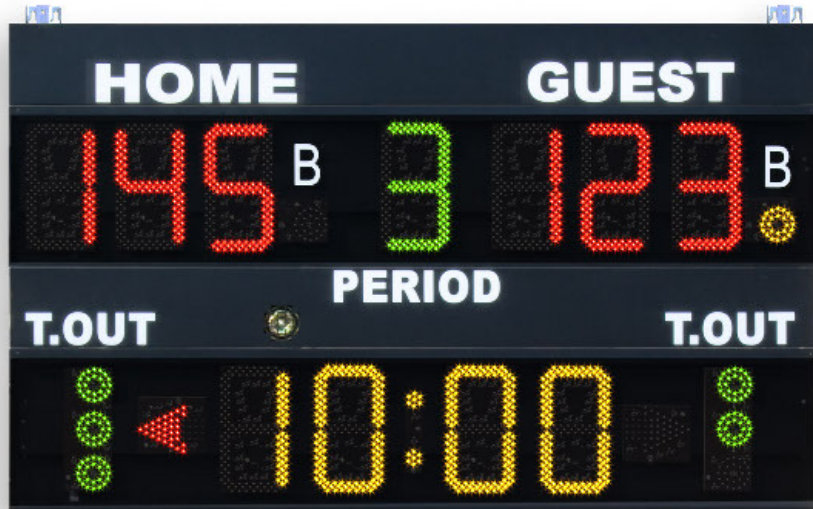 HOME GUEST
145 B 3 123 B
PERIOD
T.OUT T.OUT
10:00